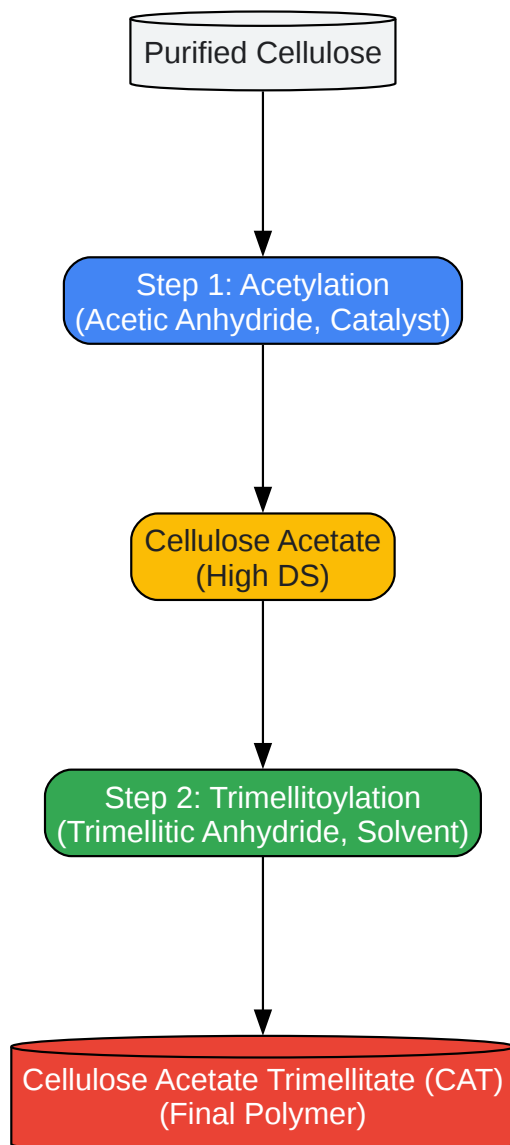 Purified Cellulose
Step 1: Acetylation
(Acetic Anhydride, Catalyst)
Cellulose Acetate
(High DS)
Step 2: Trimellitoylation
(Trimellitic Anhydride, Solvent)
Cellulose Acetate Trimellitate (CAT)
(Final Polymer)